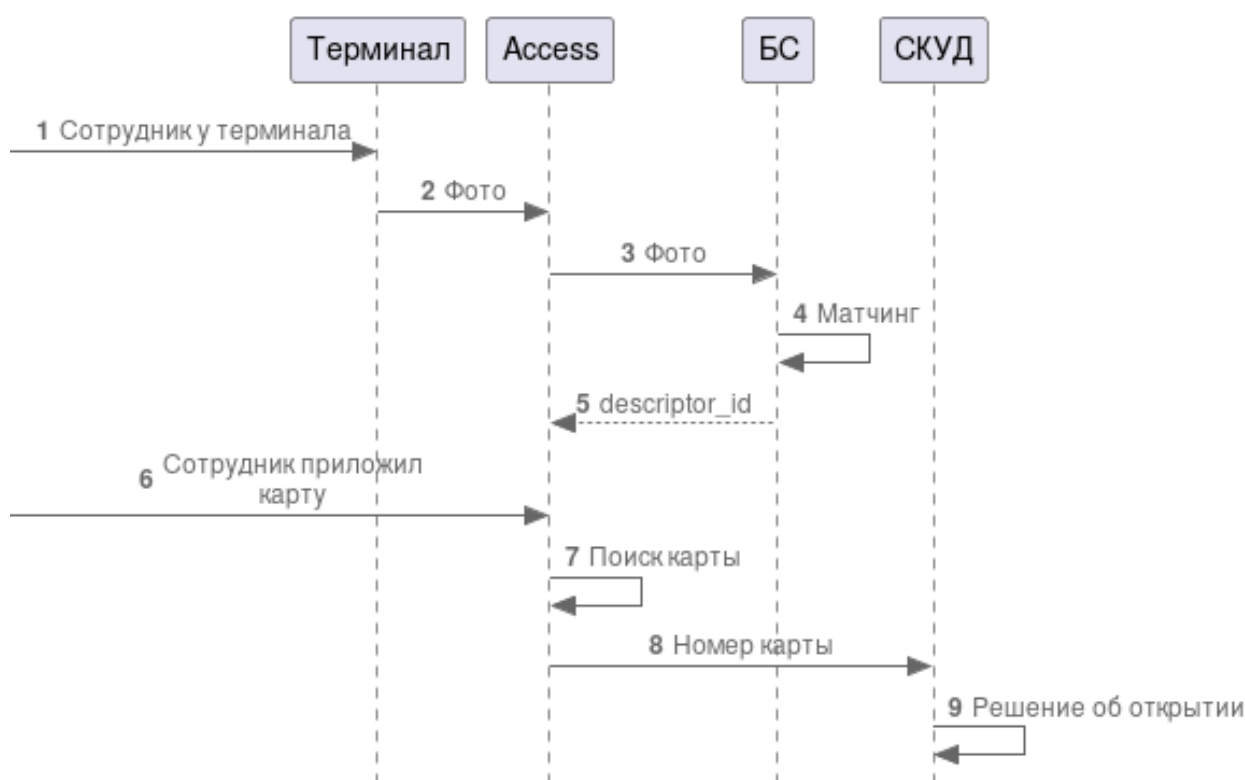 Терминал Access БС СКУД
1 Сотрудник у терминала
2 Фото
3 Фото
4 Матчинг
5 descriptor_id
6 Сотрудник приложил
карту
7 Поиск карты
8 Номер карты
9 Решение об открытии